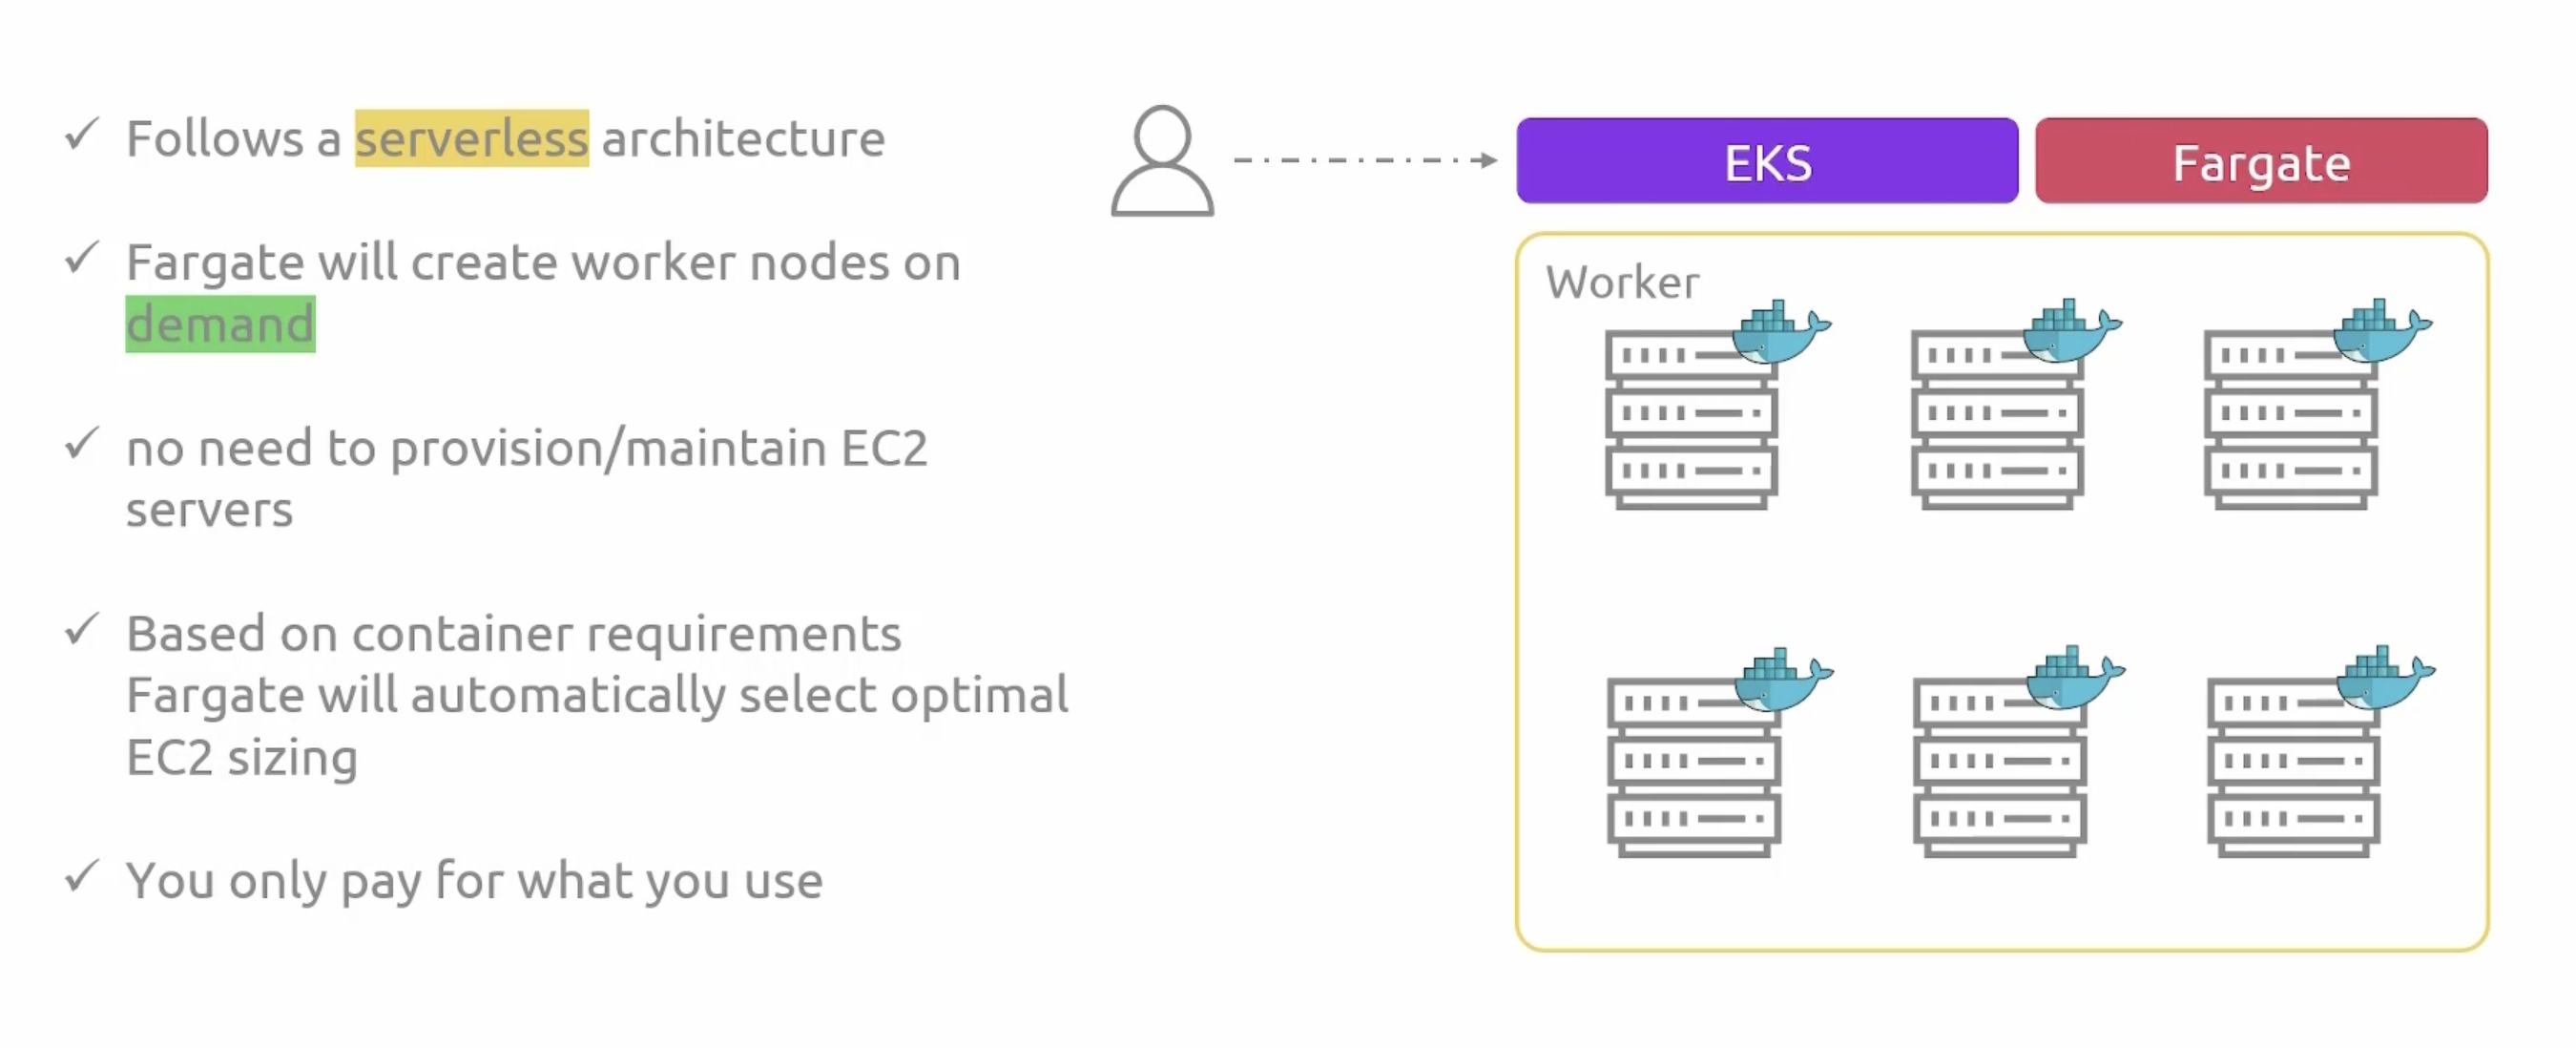 Follows a serverless architecture
Fargate will create worker nodes on
demand
no need to provision/maintain EC2
servers
Based on container requirements
Fargate will automatically select optimal
EC2 sizing
You only pay for what you use
EKS
Fargate
Worker